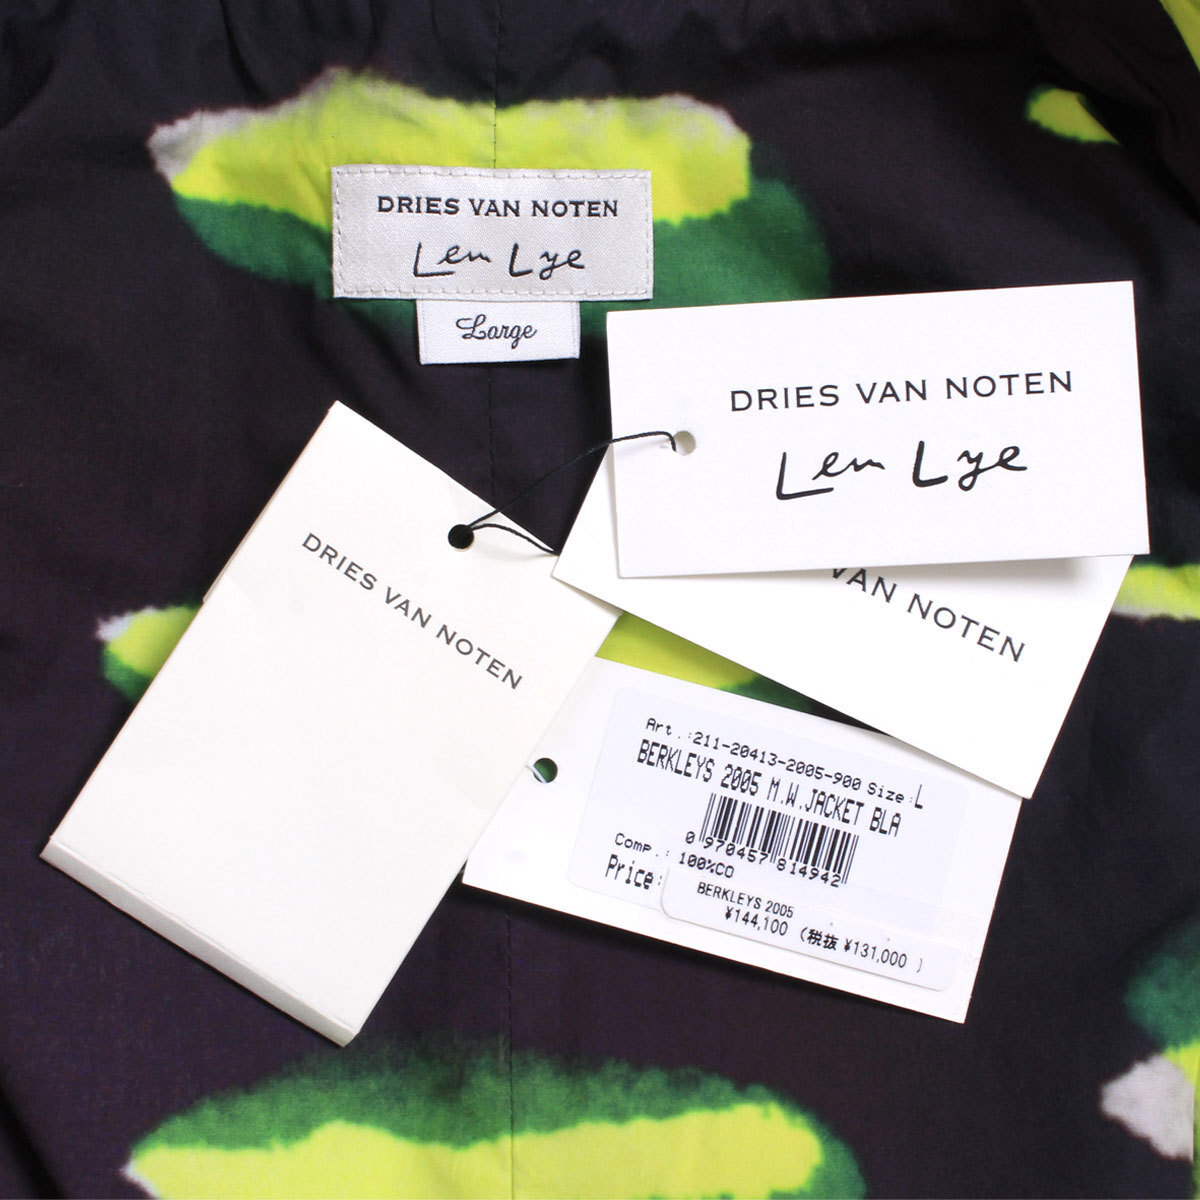 DRIES VAN NOTEN
Len Lye
Large
DRIES VAN NOTEN
Len Lye
DRIES VAN NOTEN
VAN NOTEN
Art.:211-20413-2005-900 Size:L
BERKLEYS 2005 M.W.JACKET BLA
0 970457 814942
Comp.: 100%CO
Price:
BERKLEYS 2005
¥144,100 (税抜 ¥131,000 )